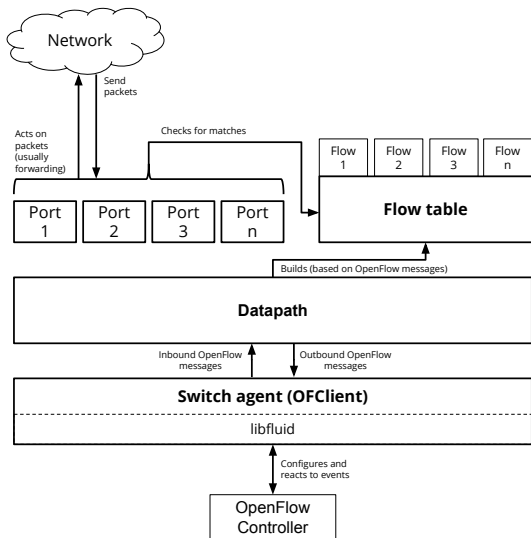 Network
Send
packets
Acts on
packets
(usually
forwarding)
Checks for matches
Flow
1
Flow
2
Flow
3
Flow
n
Port
1
Port
2
Port
3
Port
n
Flow table
Builds (based on OpenFlow messages)
Datapath
Inbound OpenFlow
messages
Outbound OpenFlow
messages
Switch agent (OFClient)
libfluid
Configures and
reacts to events
OpenFlow
Controller